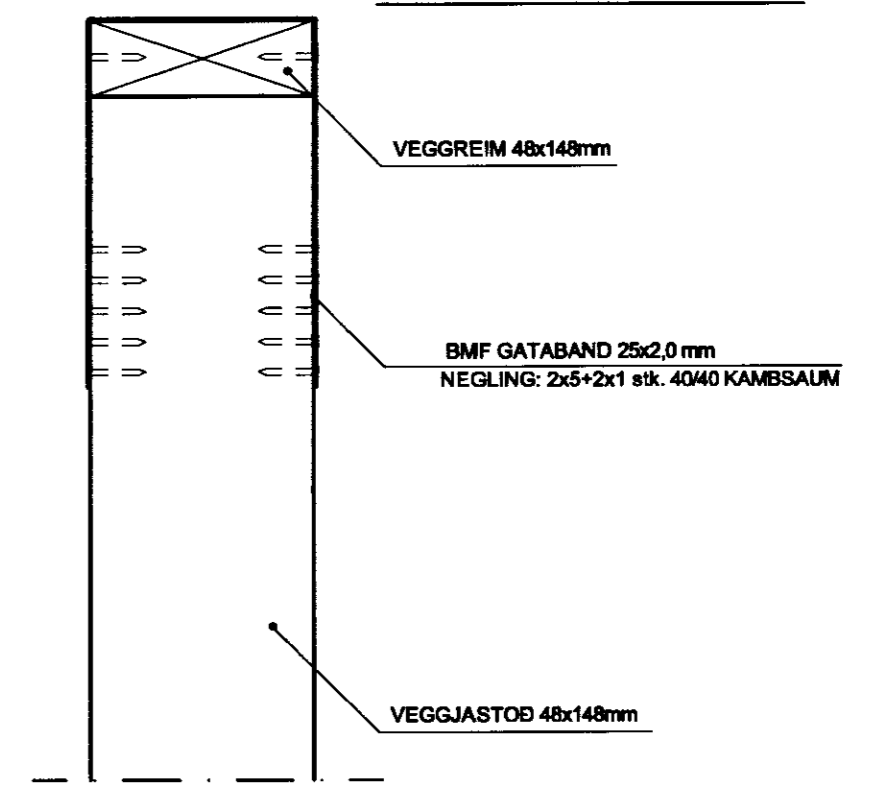 VEGGREIM 48x148mm
BMF GATABAND 25x2,0 mm
NEGLING: 2x5+2x1 stk. 40/40 KAMBSAUM
VEGGJASTOÐ 48x148mm